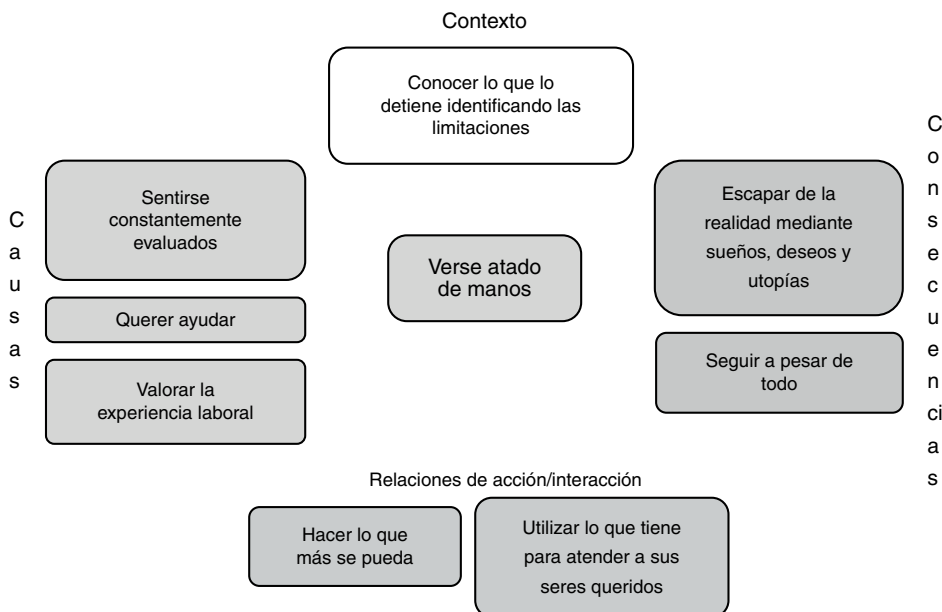 Contexto
Conocer lo que lo
detiene identificando las
limitaciones
Causas
Sentirse
constantemente
evaluados
Querer ayudar
Valorar la
experiencia laboral
Verse atado
de manos
Escapar de la
realidad mediante
sueños, deseos y
utopías
Seguir a pesar de
todo
Consecuencias
Relaciones de acción/interacción
Hacer lo que
más se pueda
Utilizar lo que tiene
para atender a sus
seres queridos